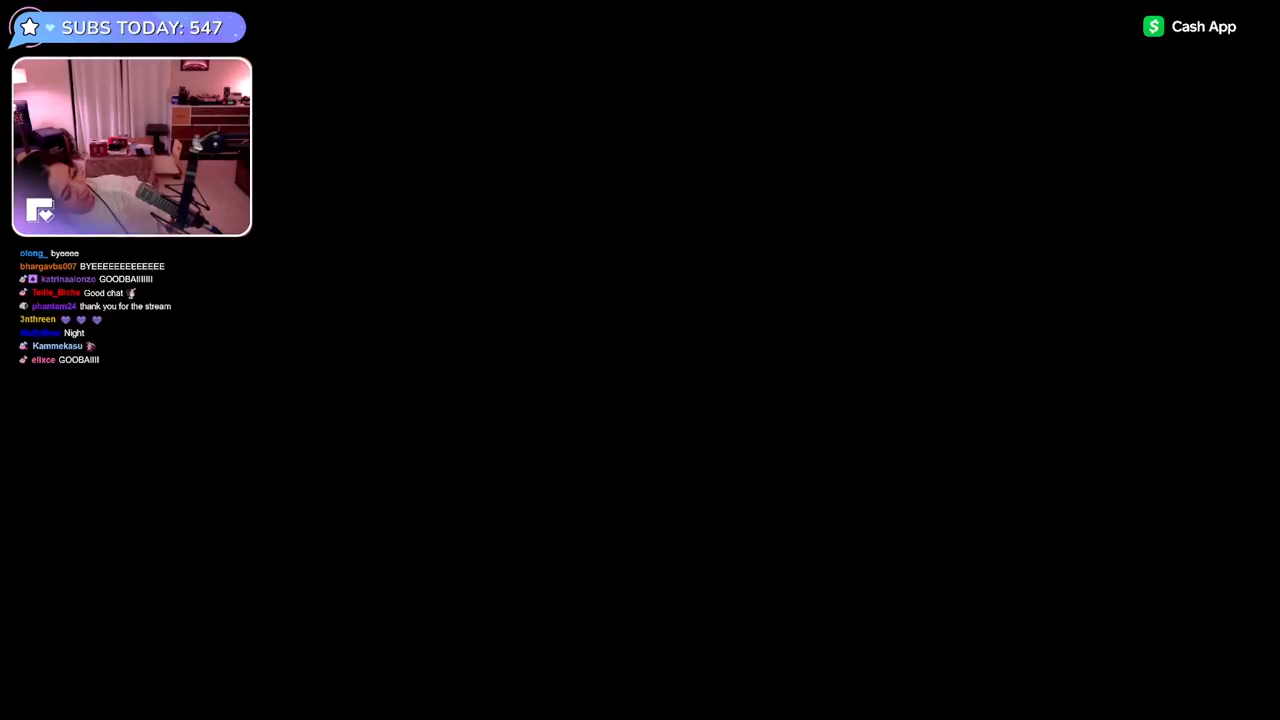 SUBS TODAY: 547
Cash App
olong_ byeeee
bhargavbs007 BYEEEEEEEEEEEEE
katrinaalonzo GOODBAIIIIIII
Good chat
phantam24 thank you for the stream
3nthreen
Night
Kammekasu
elixce GOOBAIIII